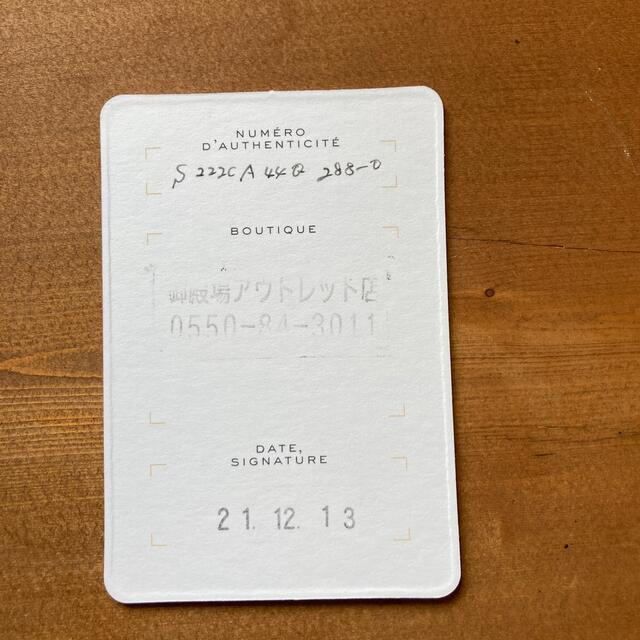 NUMÉRO
D'AUTHENTICITÉ
S 222C A 44Q 288-0
BOUTIQUE
御殿場アウトレット店
0550-84-3011
DATE,
SIGNATURE
21. 12. 13